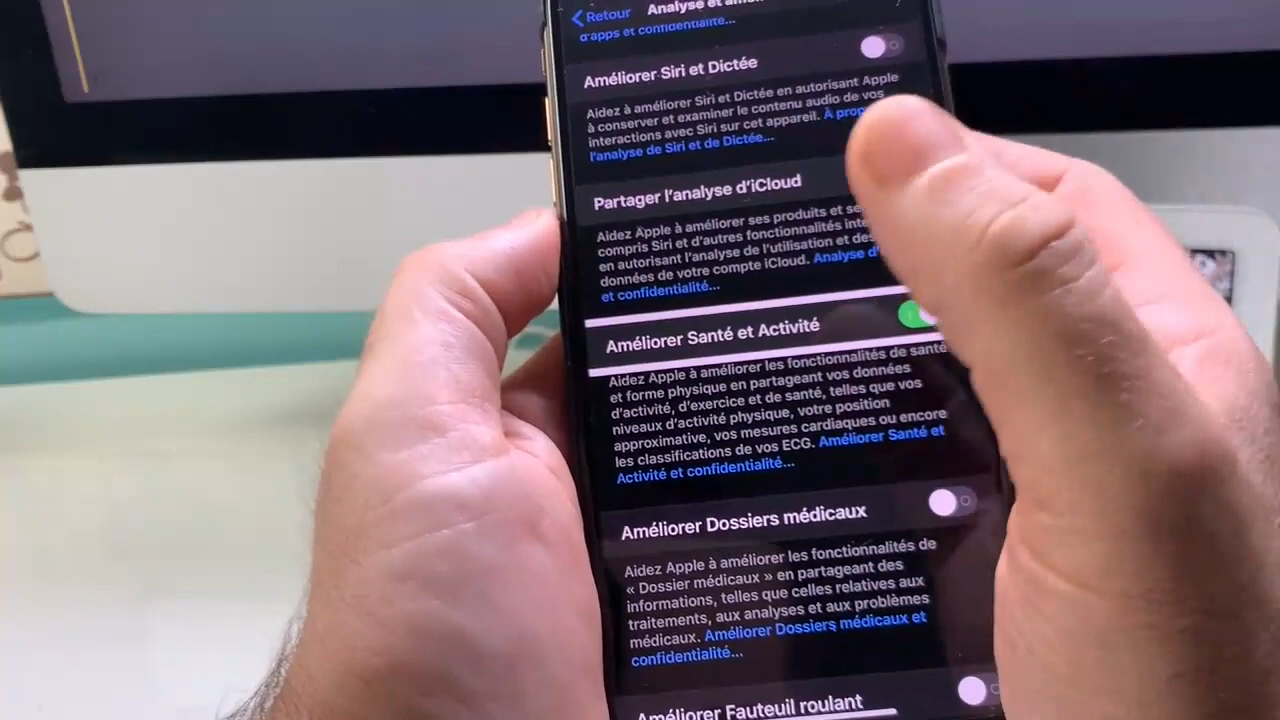 Retour
Analyse et
d'apps et confidentialité...
Améliorer Siri et Dictée
Aidez à améliorer Siri et Dictée en autorisant Apple
à conserver et examiner le contenu audio de vos
interactions avec Siri sur cet appareil. À
l'analyse de Siri et de Dictée...
Partager l'analyse d'iCloud
Aidez Apple à améliorer ses produits et
compris Siri et d'autres fonctionnalités
en autorisant l'analyse de l'utilisation et des
données de votre compte iCloud. Analyse
et confidentialité...
Améliorer Santé et Activité
Aidez Apple à améliorer les fonctionnalités de santé
et forme physique en partageant vos données
d'activité, d'exercice et de santé, telles que vos
niveaux d'activité physique, votre position
approximative, vos mesures cardiaques ou encore
les classifications de vos ECG. Améliorer Santé et
Activité et confidentialité...
Améliorer Dossiers médicaux
Aidez Apple à améliorer les fonctionnalités de
« Dossier médicaux » en partageant des
informations, telles que celles relatives aux
traitements, aux analyses et aux problèmes
médicaux. Améliorer Dossiers médicaux et
confidentialité...
Améliorer Fauteuil roulant